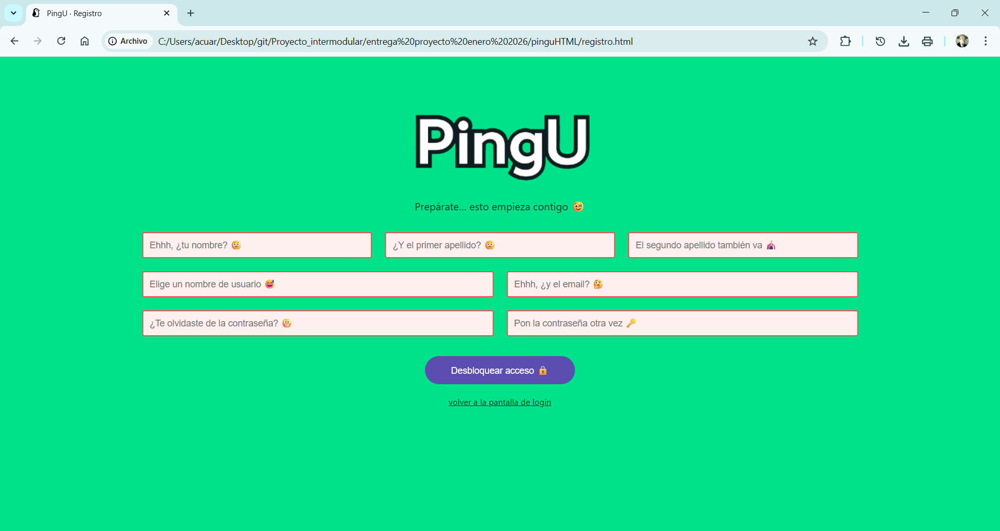 PingU · Registro
Archivo C:/Users/acuar/Desktop/git/Proyecto_intermodular/entrega%20proyecto%20enero%202026/pinguHTML/registro.html
PingU
Prepárate... esto empieza contigo 😉
Ehhh, ¿tu nombre? 😳 ¿Y el primer apellido? 😳 El segundo apellido también va 🎪
Elige un nombre de usuario 😅 Ehhh, ¿y el email? 🤔
¿Te olvidaste de la contraseña? 😬 Pon la contraseña otra vez 🔑
Desbloquear acceso 🔒
volver a la pantalla de login